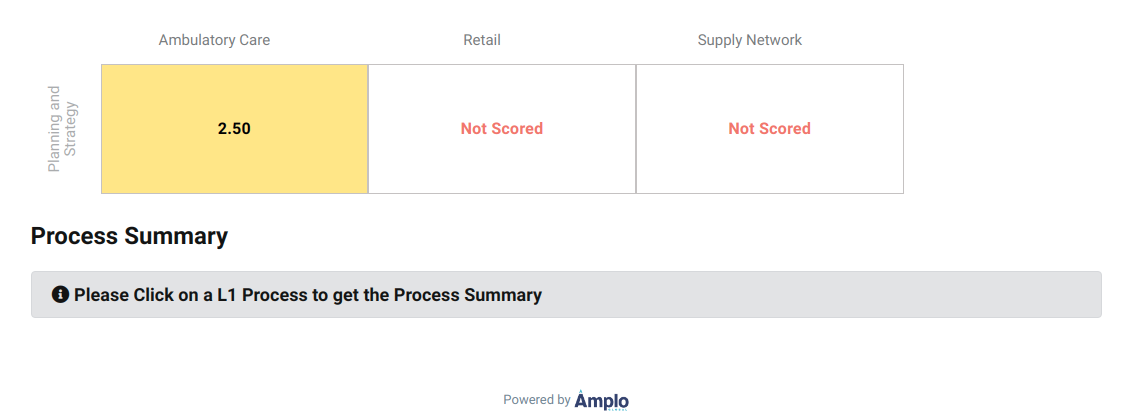 Ambulatory Care Retail Supply Network
Planning and
Strategy
2.50 Not Scored Not Scored
Process Summary
Please Click on a L1 Process to get the Process Summary
Powered by Amplo